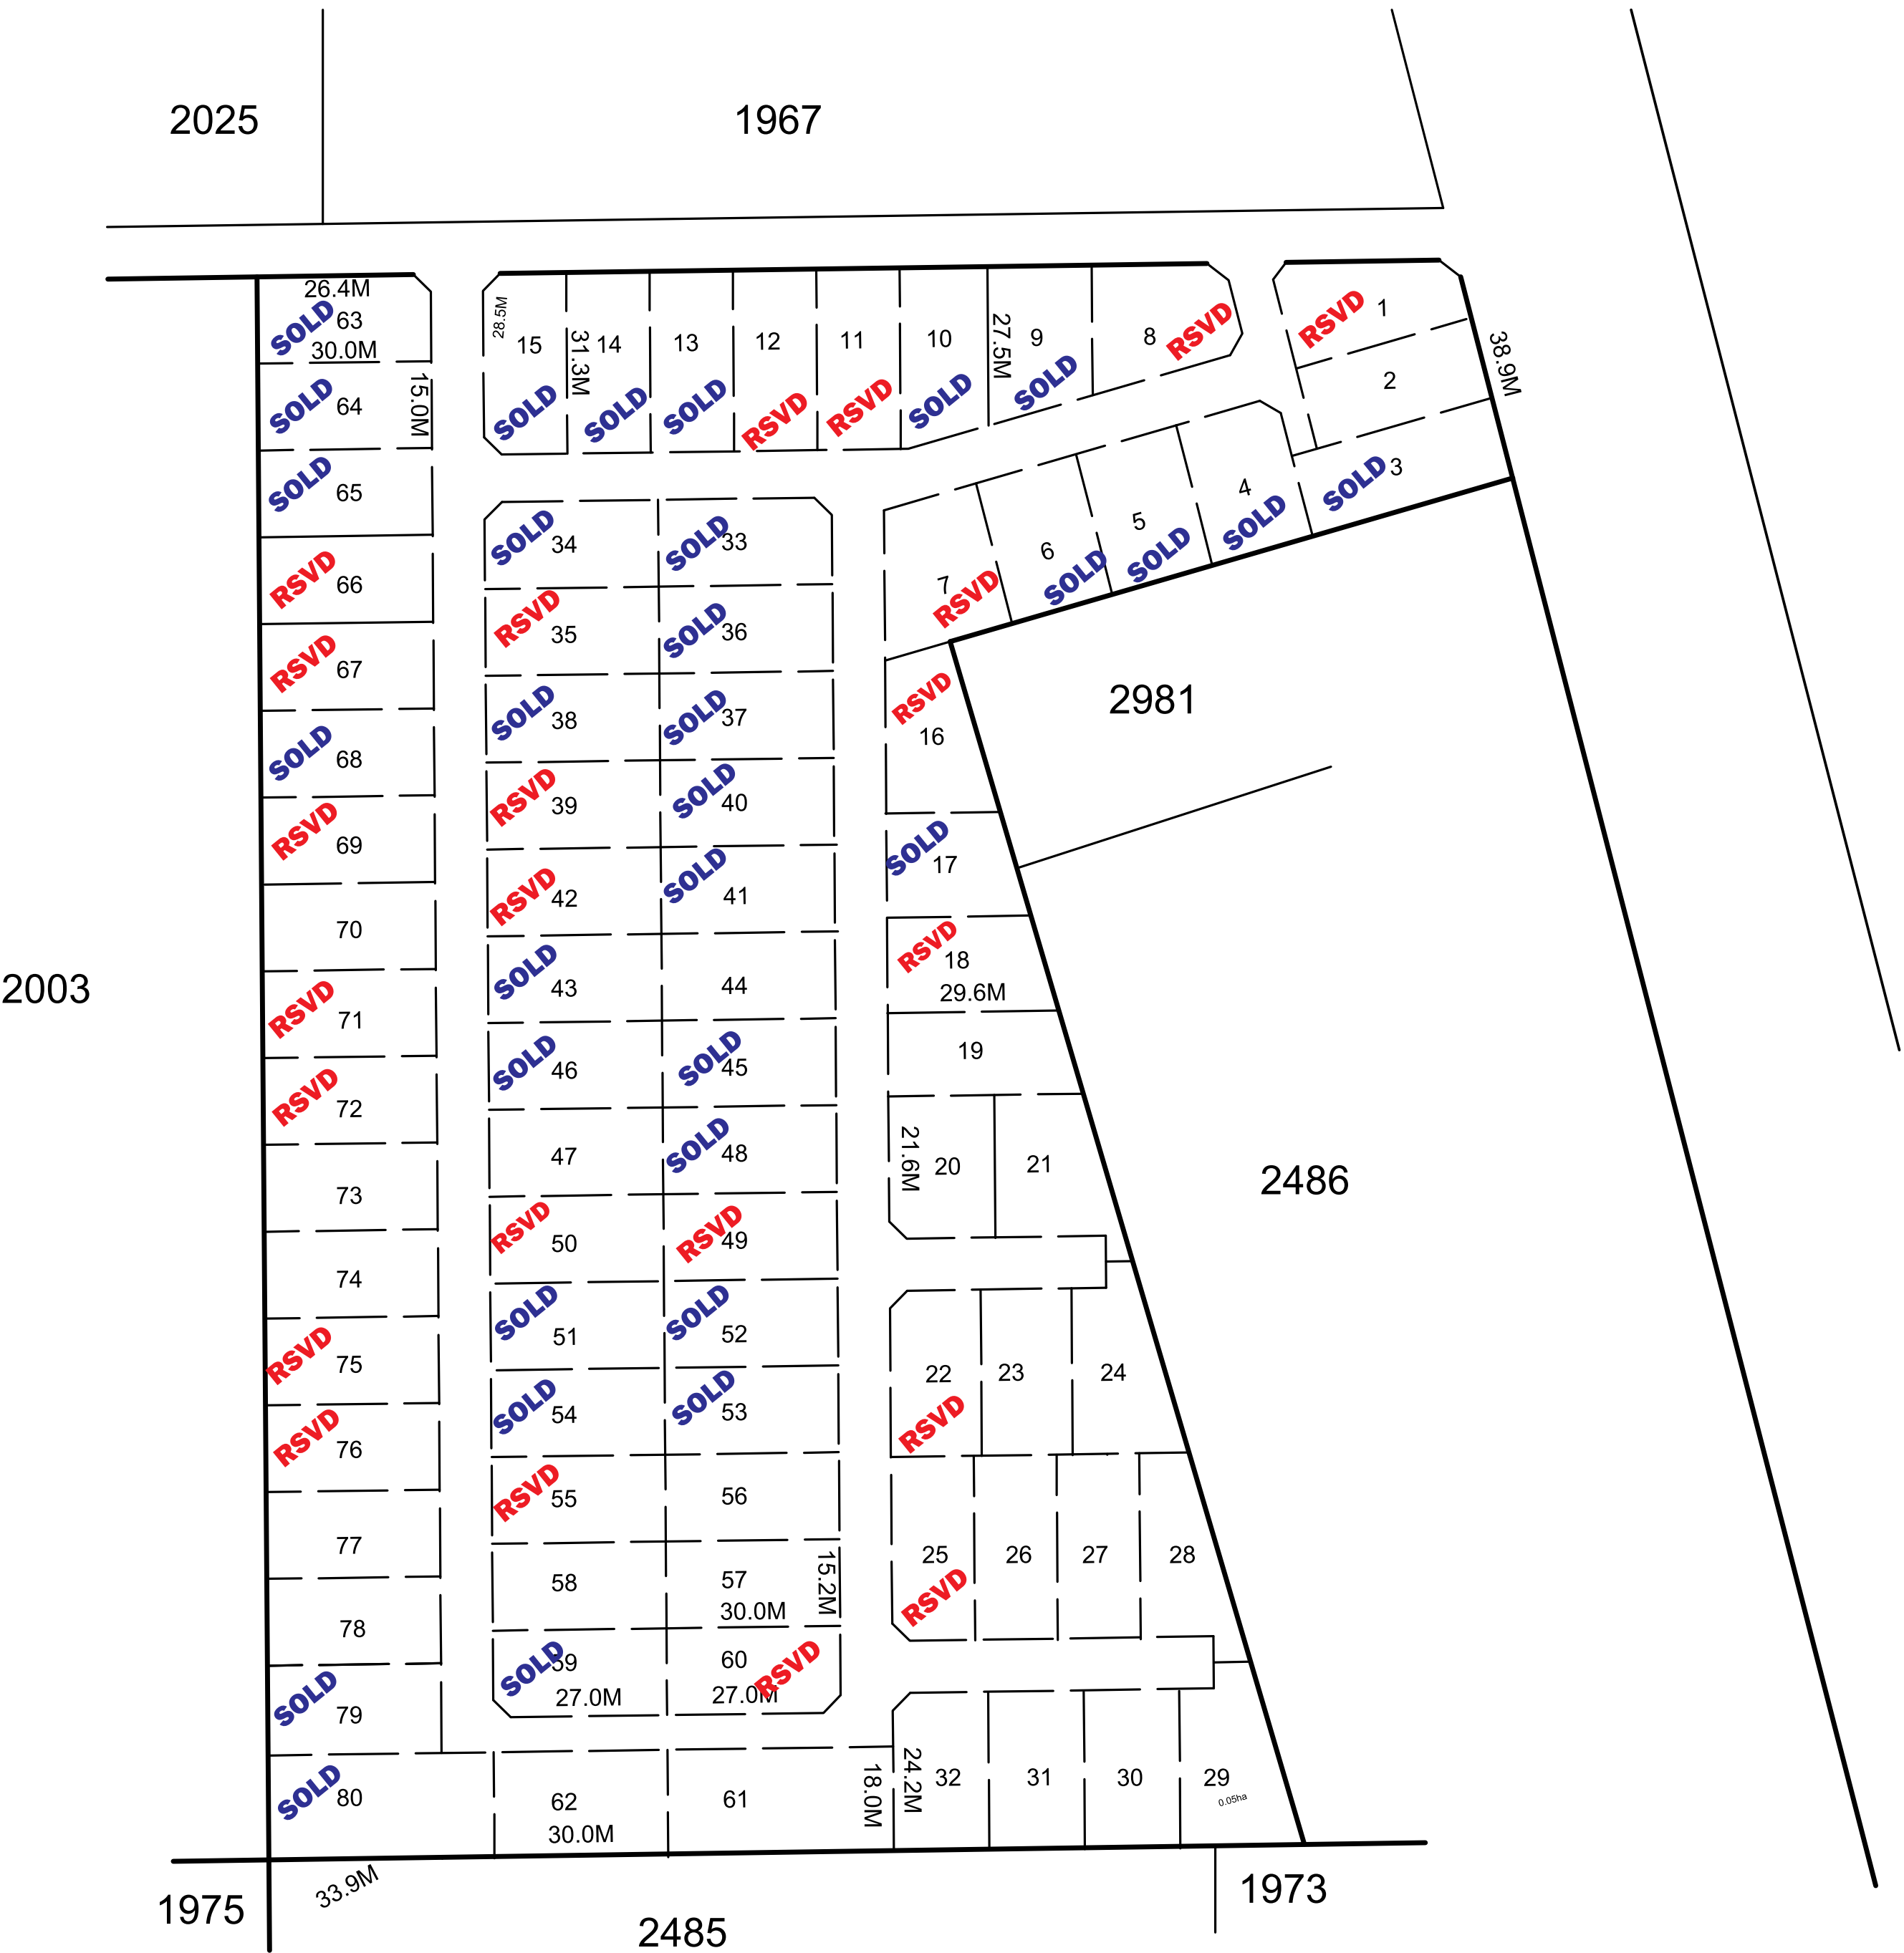 2025
1967
26.4M
SOLD 63
30.0M
SOLD 64
15.0M
SOLD 65
RSVD 66
RSVD 67
SOLD 68
RSVD 69
70
RSVD 71
RSVD 72
73
74
RSVD 75
RSVD 76
77
78
SOLD 79
SOLD 80
33.9M
28.5M
15 SOLD
31.3M
14 SOLD
13 SOLD
12 RSVD
11 RSVD
10 SOLD
27.5M
9 SOLD
8 RSVD
RSVD 1
2
38.9M
SOLD 3
4 SOLD
5 SOLD
6 SOLD
7 RSVD
SOLD 34
SOLD 33
RSVD 35
SOLD 36
SOLD 38
SOLD 37
RSVD 39
SOLD 40
RSVD 42
SOLD 41
SOLD 43
44
SOLD 46
SOLD 45
47
SOLD 48
RSVD 50
RSVD 49
SOLD 51
SOLD 52
SOLD 54
SOLD 53
RSVD 55
56
58
57
15.2M
30.0M
SOLD 59
27.0M
60 RSVD
27.0M
62
30.0M
61
18.0M
RSVD
16
SOLD 17
RSVD 18
29.6M
19
21.6M
20
21
22
RSVD
23
24
25
RSVD
26
27
28
24.2M
32
31
30
29
0.05ha
2981
2486
2003
1975
2485
1973